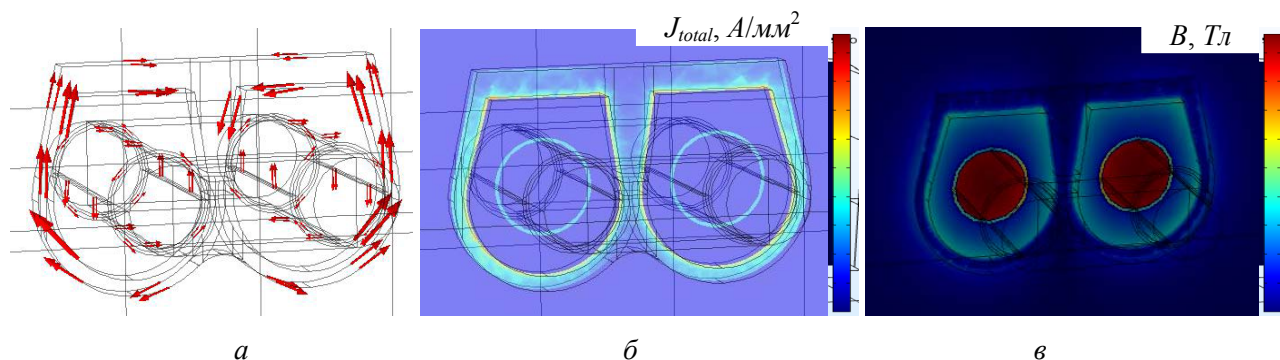 J_total, А/мм²
В, Тл
а
б
в